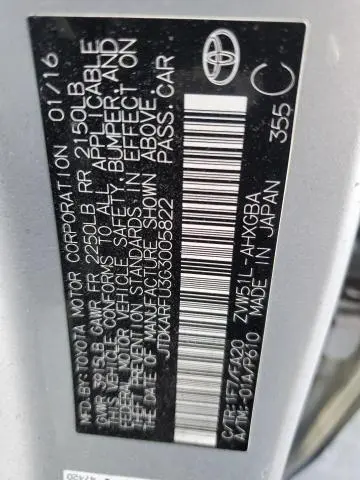 MFD. BY: TOYOTA MOTOR CORPORATION 01/16
GVWR 3915LB GAWR FR 2250LB RR 2150LB
THIS VEHICLE CONFORMS TO ALL APPLICABLE
FEDERAL MOTOR VEHICLE SAFETY, BUMPER, AND
THEFT PREVENTION STANDARDS IN EFFECT ON
THE DATE OF MANUFACTURE SHOWN ABOVE.
JTDKARFU3G3005822 PASS. CAR
TOYOTA
C/TR: 1F7/FA20 ZVW51L-AHXGBA
A/TM: -01A/P610 MADE IN JAPAN 355 C